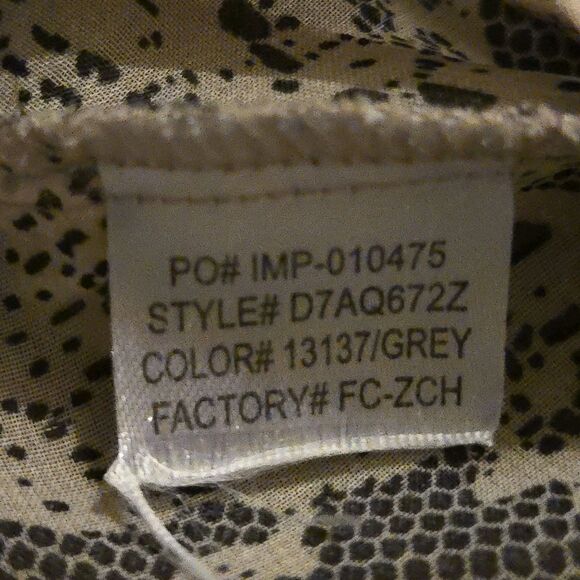 PO# IMP-010475
STYLE# D7AQ672Z
COLOR# 13137/GREY
FACTORY# FC-ZCH